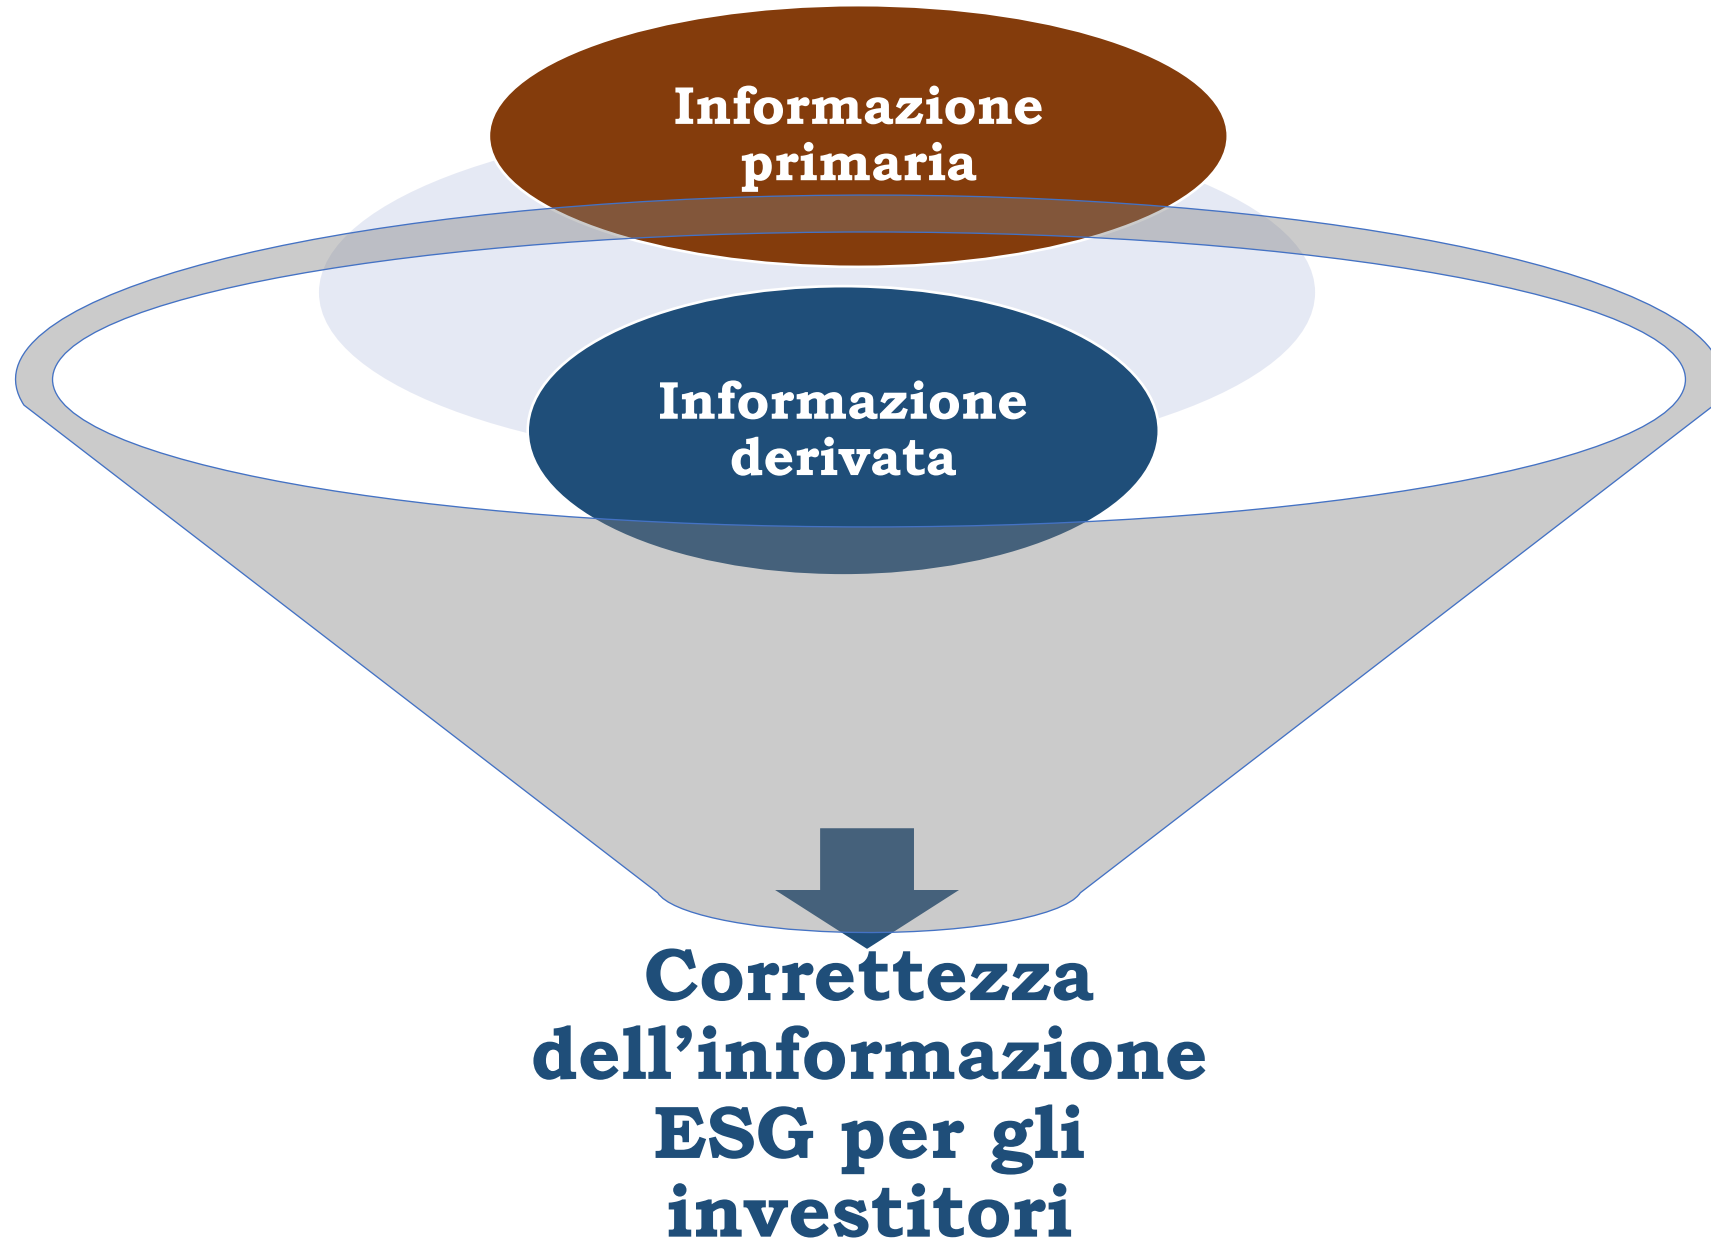 Informazione
primaria
Informazione
derivata
Correttezza
dell’informazione
ESG per gli
investitori